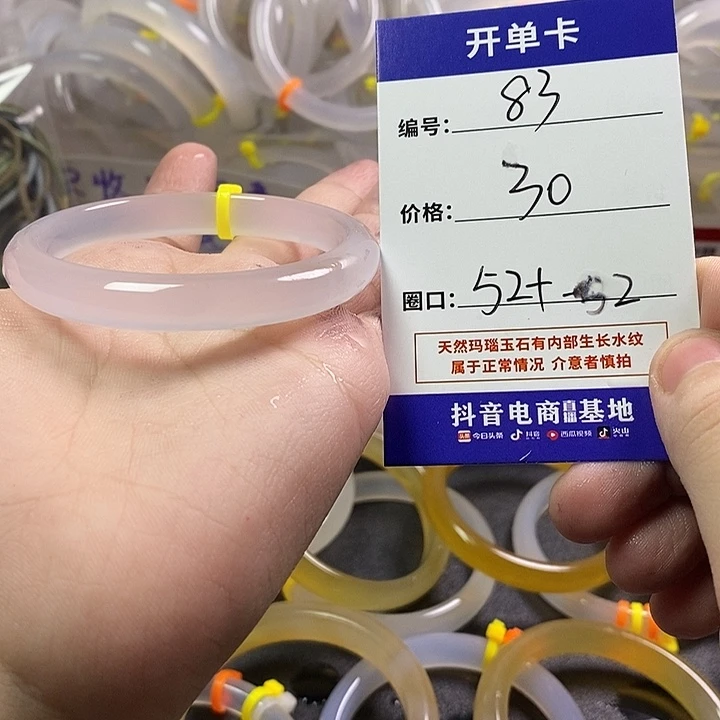 开单卡
编号: 83
价格: 30
圈口: 52+ -52
天然玛瑙玉石有内部生长水纹
属于正常情况 介意者慎拍
抖音电商直播基地
今日头条 抖音 西瓜视频 火山